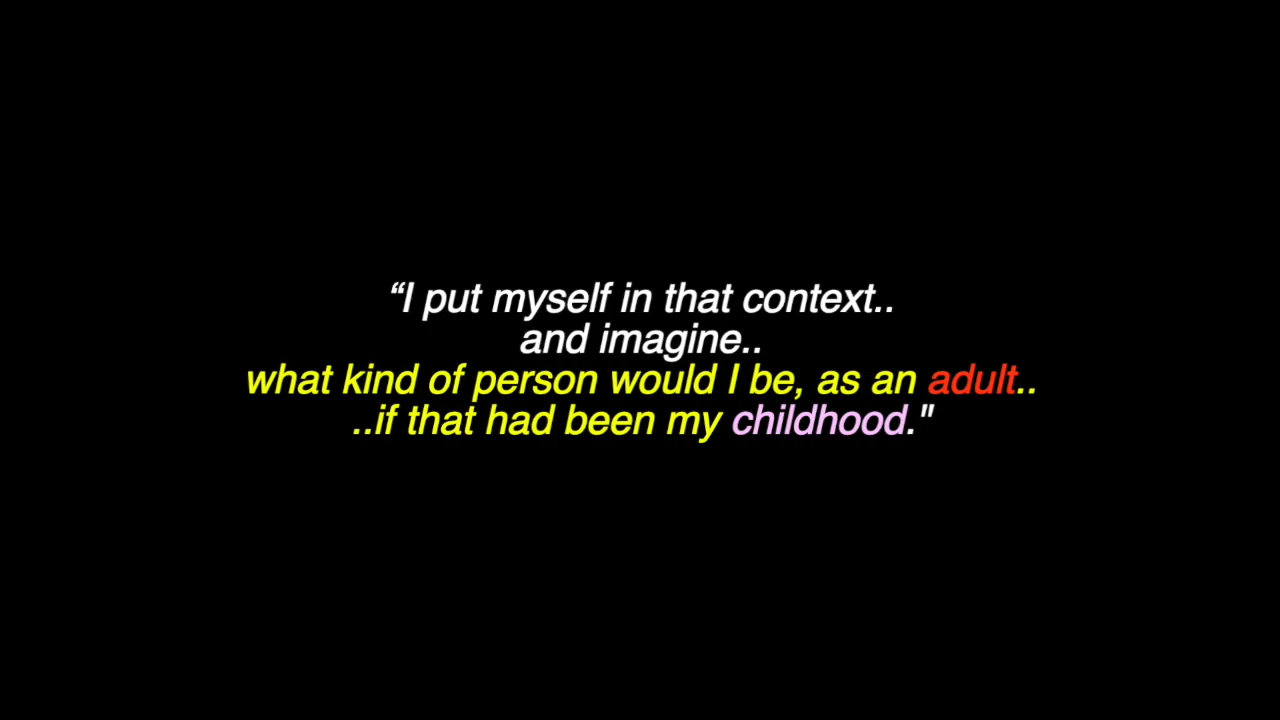 “I put myself in that context..
and imagine..
what kind of person would I be, as an adult..
..if that had been my childhood."